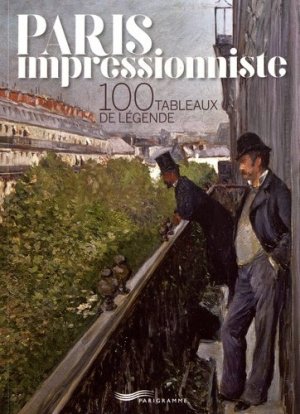 PARIS
impressionniste
100 TABLEAUX
DE LÉGENDE
PARIGRAMME